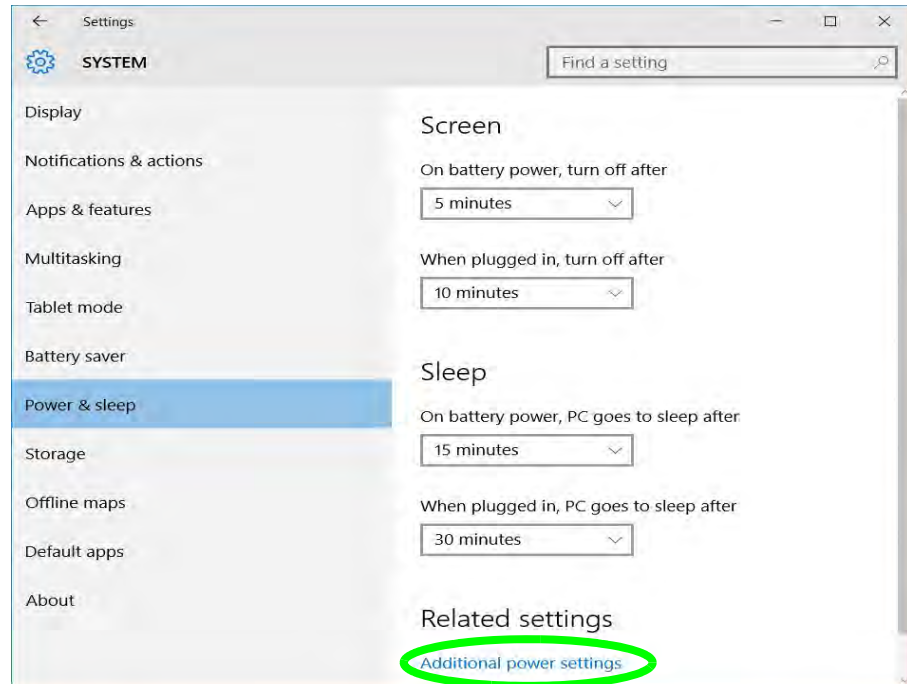 Settings
SYSTEM
Find a setting
Display
Notifications & actions
Apps & features
Multitasking
Tablet mode
Battery saver
Power & sleep
Storage
Offline maps
Default apps
About
Screen
On battery power, turn off after
5 minutes
When plugged in, turn off after
10 minutes
Sleep
On battery power, PC goes to sleep after
15 minutes
When plugged in, PC goes to sleep after
30 minutes
Related settings
Additional power settings